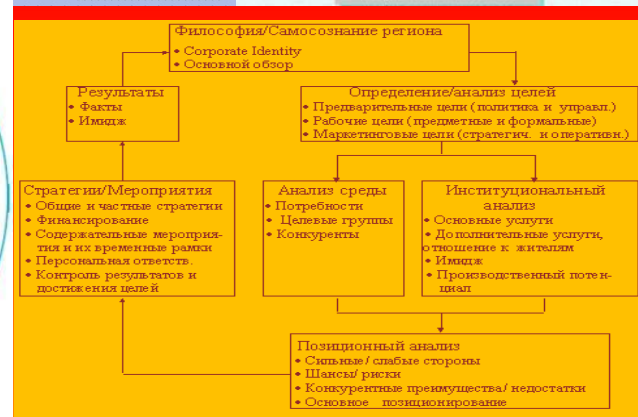 Философия/Самосознание региона
• Corporate Identity
• Основной обзор
Результаты
• Факты
• Имидж
Определение/анализ целей
• Предварительные цели (политика и управл.)
• Рабочие цели (предметные и формальные)
• Маркетинговые цели (стратегич. и оперативн.)
Стратегии/Мероприятия
• Общие и частные стратегии
• Финансирование
• Содержательные мероприя-
тия и их временные рамки
• Персональная ответств.
• Контроль результатов и
достижения целей
Анализ среды
• Потребности
• Целевые группы
• Конкуренты
Институциональный
анализ
• Основные услуги
• Дополнительные услуги,
отношение к жителям
• Имидж
• Производственный потен-
циал
Позиционный анализ
• Сильные/ слабые стороны
• Шансы/ риски
• Конкурентные преимущества/ недостатки
• Основное позиционирование